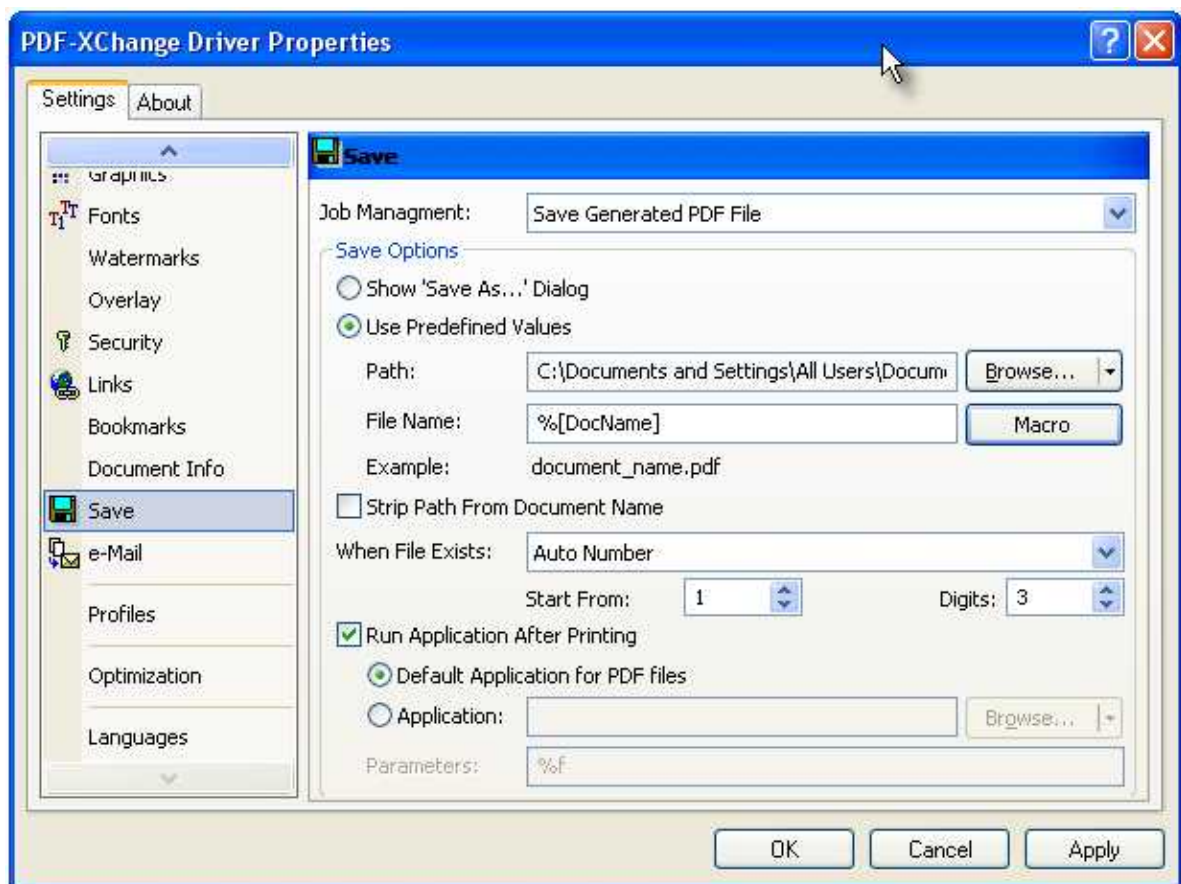 PDF-XChange Driver Properties
Settings
About
Graphics
Fonts
Watermarks
Overlay
Security
Links
Bookmarks
Document Info
Save
e-Mail
Profiles
Optimization
Languages
Save
Job Managment: Save Generated PDF File
Save Options
Show 'Save As...' Dialog
Use Predefined Values
Path: C:\Documents and Settings\All Users\Docum Browse...
File Name: %[DocName] Macro
Example: document_name.pdf
Strip Path From Document Name
When File Exists: Auto Number
Start From: 1 Digits: 3
Run Application After Printing
Default Application for PDF files
Application: Browse...
Parameters: %f
OK Cancel Apply